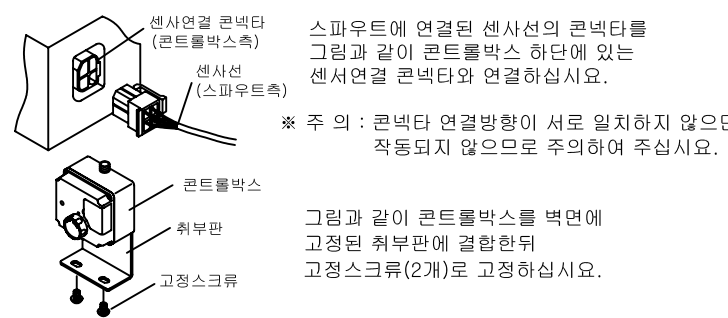 센사연결 콘넥타
(콘트롤박스측)
센사선
(스파우트측)
스파우트에 연결된 센사선의 콘넥타를
그림과 같이 콘트롤박스 하단에 있는
센서연결 콘넥타와 연결하십시요.
※ 주 의 : 콘넥타 연결방향이 서로 일치하지 않으면
작동되지 않으므로 주의하여 주십시요.
콘트롤박스
취부판
고정스크류
그림과 같이 콘트롤박스를 벽면에
고정된 취부판에 결합한뒤
고정스크류(2개)로 고정하십시요.